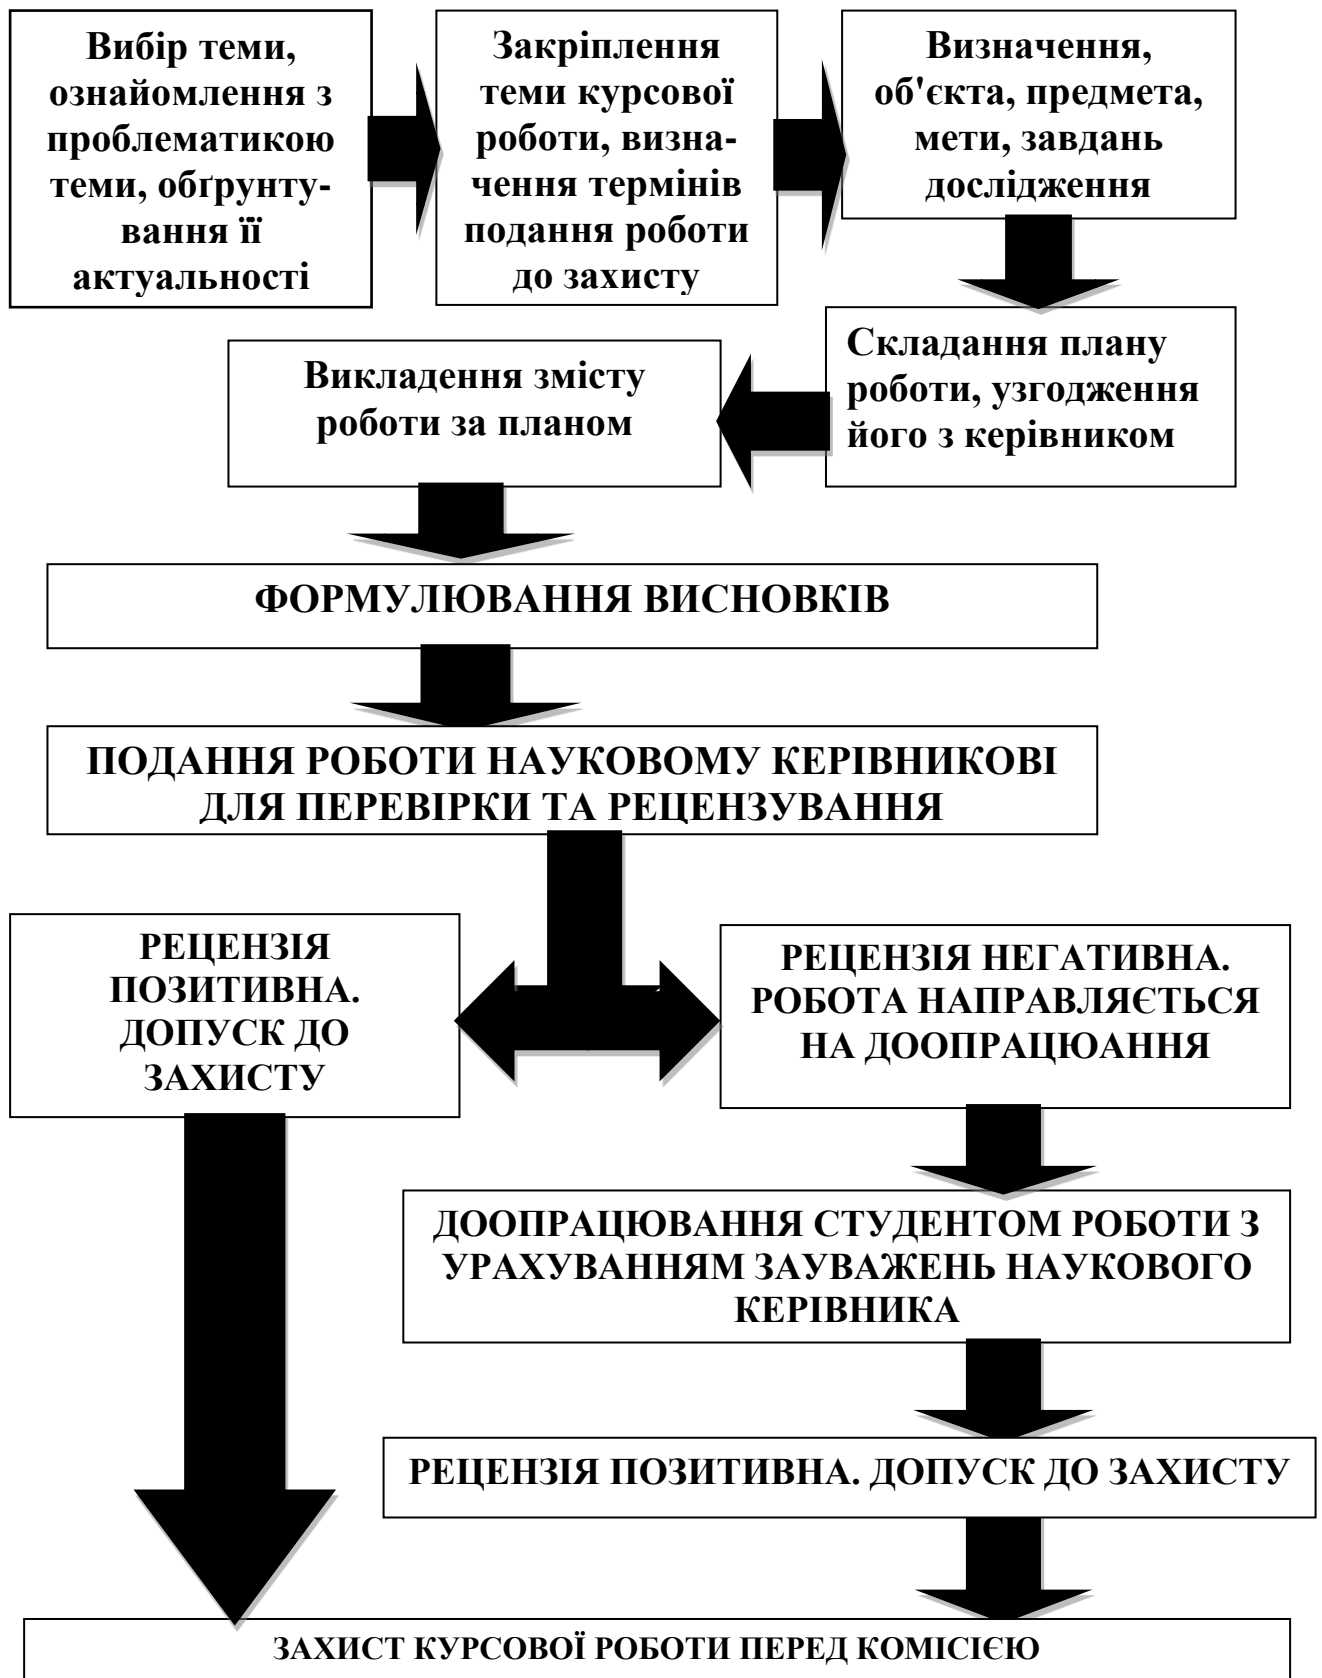 Вибір теми,
ознайомлення з
проблематикою
теми, обґрунту-
вання її
актуальності
Закріплення
теми курсової
роботи, визна-
чення термінів
подання роботи
до захисту
Визначення,
об'єкта, предмета,
мети, завдань
дослідження
Складання плану
роботи, узгодження
його з керівником
Викладення змісту
роботи за планом
ФОРМУЛЮВАННЯ ВИСНОВКІВ
ПОДАННЯ РОБОТИ НАУКОВОМУ КЕРІВНИКОВІ
ДЛЯ ПЕРЕВІРКИ ТА РЕЦЕНЗУВАННЯ
РЕЦЕНЗІЯ
ПОЗИТИВНА.
ДОПУСК ДО
ЗАХИСТУ
РЕЦЕНЗІЯ НЕГАТИВНА.
РОБОТА НАПРАВЛЯЄТЬСЯ
НА ДООПРАЦЮАННЯ
ДООПРАЦЮВАННЯ СТУДЕНТОМ РОБОТИ З
УРАХУВАННЯМ ЗАУВАЖЕНЬ НАУКОВОГО
КЕРІВНИКА
РЕЦЕНЗІЯ ПОЗИТИВНА. ДОПУСК ДО ЗАХИСТУ
ЗАХИСТ КУРСОВОЇ РОБОТИ ПЕРЕД КОМІСІЄЮ